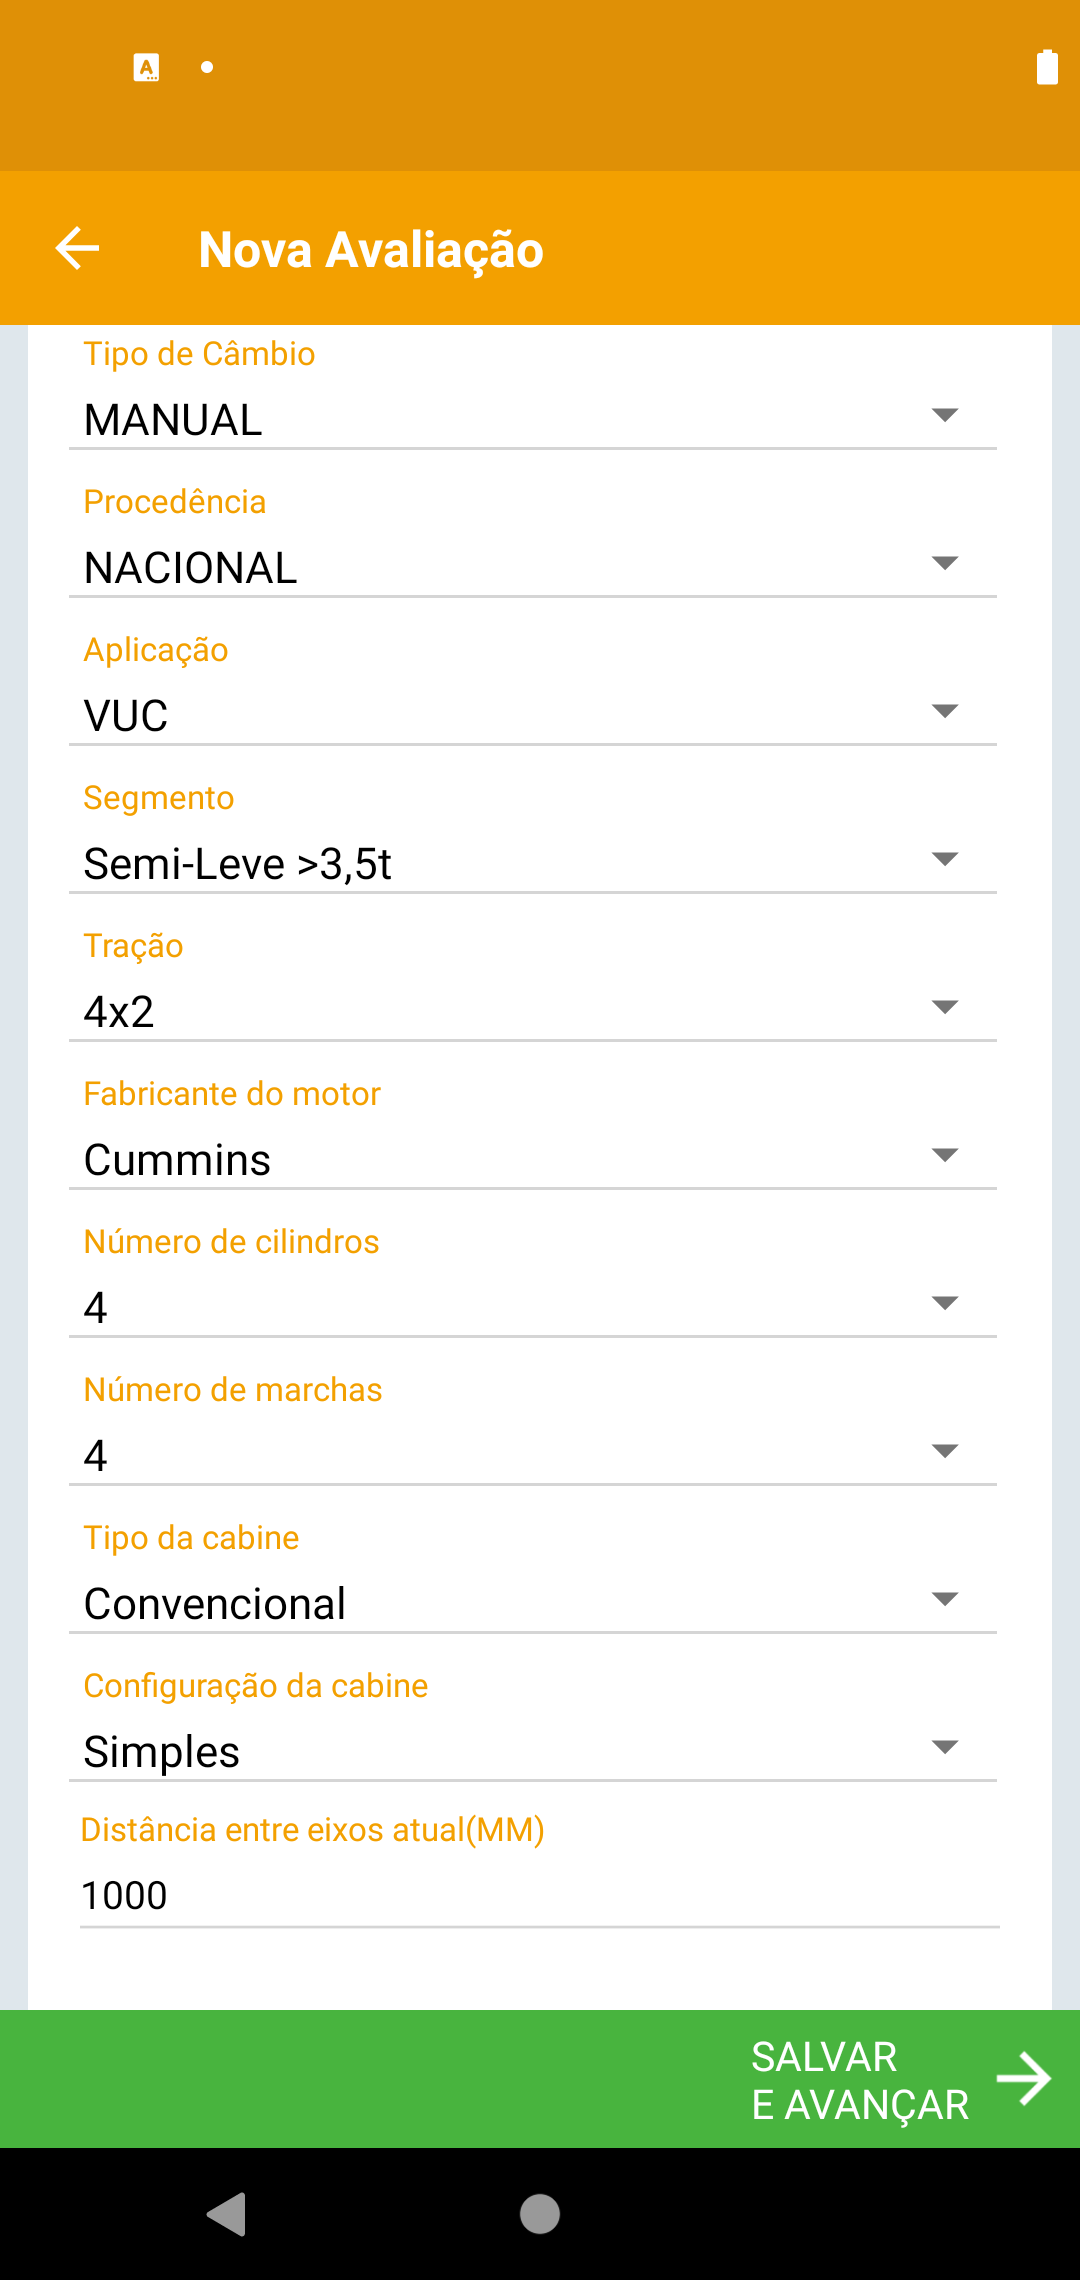 Nova Avaliação
Tipo de Câmbio
MANUAL
Procedência
NACIONAL
Aplicação
VUC
Segmento
Semi-Leve >3,5t
Tração
4x2
Fabricante do motor
Cummins
Número de cilindros
4
Número de marchas
4
Tipo da cabine
Convencional
Configuração da cabine
Simples
Distância entre eixos atual(MM)
1000
SALVAR
E AVANÇAR